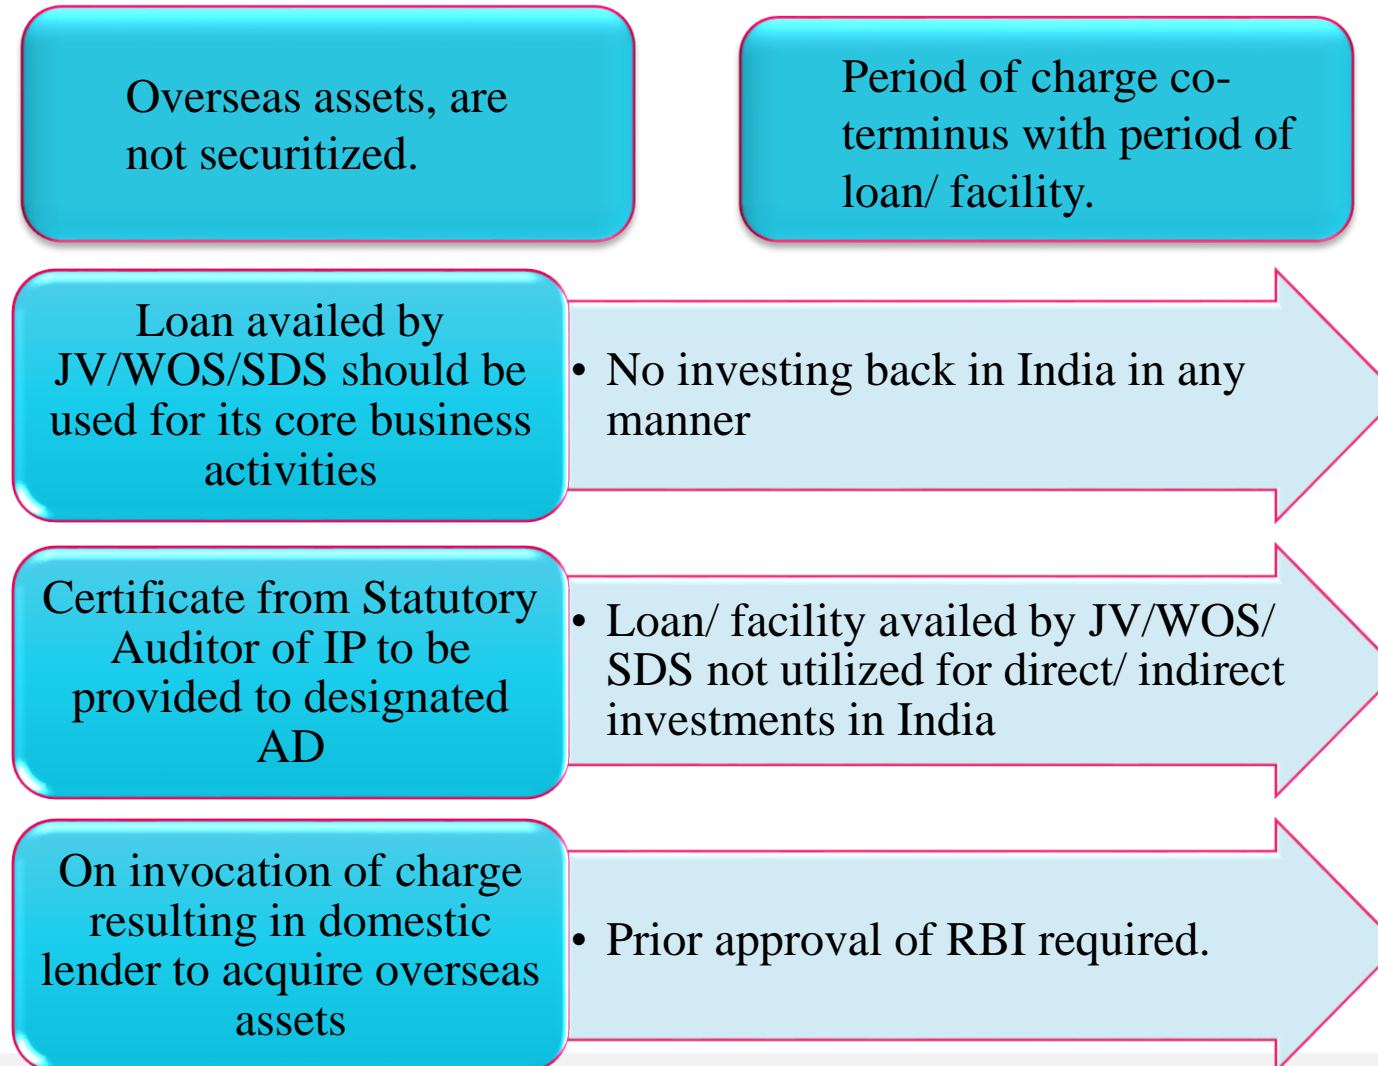 Overseas assets, are
not securitized.
Period of charge co-
terminus with period of
loan/ facility.
Loan availed by
JV/WOS/SDS should be
used for its core business
activities
• No investing back in India in any
manner
Certificate from Statutory
Auditor of IP to be
provided to designated
AD
• Loan/ facility availed by JV/WOS/
SDS not utilized for direct/ indirect
investments in India
On invocation of charge
resulting in domestic
lender to acquire overseas
assets
• Prior approval of RBI required.